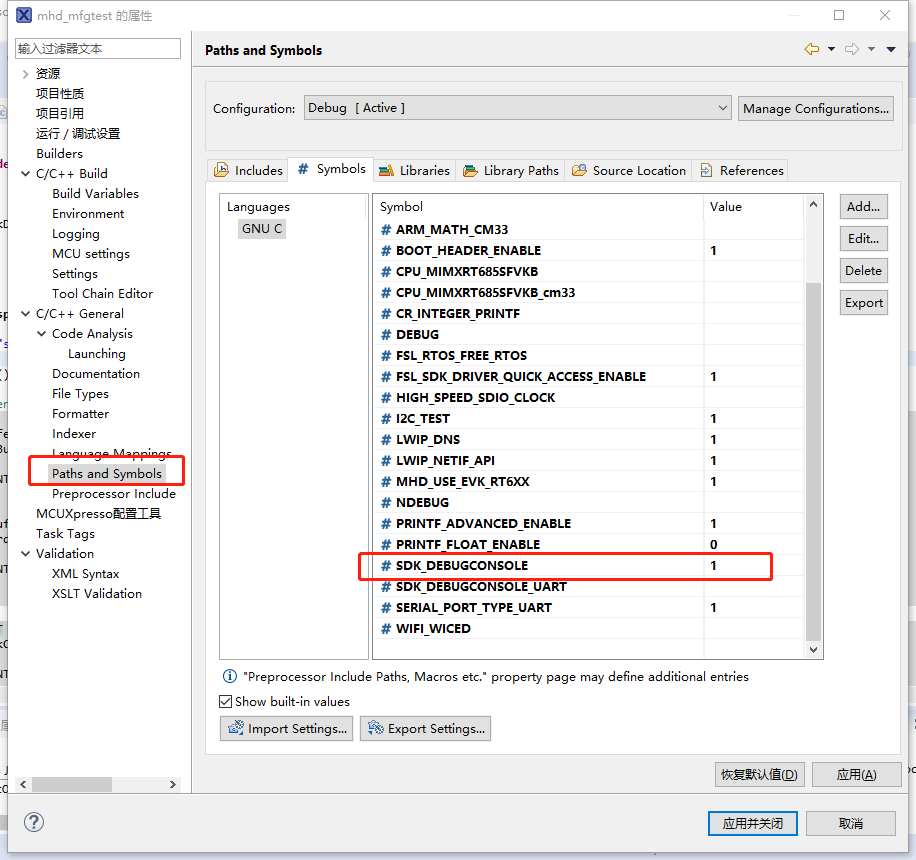 mhd_mfgtest 的属性
输入过滤器文本
资源
项目性质
项目引用
运行 / 调试设置
Builders
C/C++ Build
Build Variables
Environment
Logging
MCU settings
Settings
Tool Chain Editor
C/C++ General
Code Analysis
Launching
Documentation
File Types
Formatter
Indexer
Language Mappings
Paths and Symbols
Preprocessor Include
MCUXpresso配置工具
Task Tags
Validation
XML Syntax
XSLT Validation
Paths and Symbols
Configuration: Debug [ Active ] Manage Configurations...
Includes # Symbols Libraries Library Paths Source Location References
Languages
GNU C
Symbol Value
# ARM_MATH_CM33
# BOOT_HEADER_ENABLE 1
# CPU_MIMXRT685SFVKB
# CPU_MIMXRT685SFVKB_cm33
# CR_INTEGER_PRINTF
# DEBUG
# FSL_RTOS_FREE_RTOS
# FSL_SDK_DRIVER_QUICK_ACCESS_ENABLE 1
# HIGH_SPEED_SDIO_CLOCK
# I2C_TEST 1
# LWIP_DNS 1
# LWIP_NETIF_API 1
# MHD_USE_EVK_RT6XX 1
# NDEBUG
# PRINTF_ADVANCED_ENABLE 1
# PRINTF_FLOAT_ENABLE 0
# SDK_DEBUGCONSOLE 1
# SDK_DEBUGCONSOLE_UART
# SERIAL_PORT_TYPE_UART 1
# WIFI_WICED
Add...
Edit...
Delete
Export
"Preprocessor Include Paths, Macros etc." property page may define additional entries
Show built-in values
Import Settings... Export Settings...
恢复默认值(D) 应用(A)
应用并关闭 取消